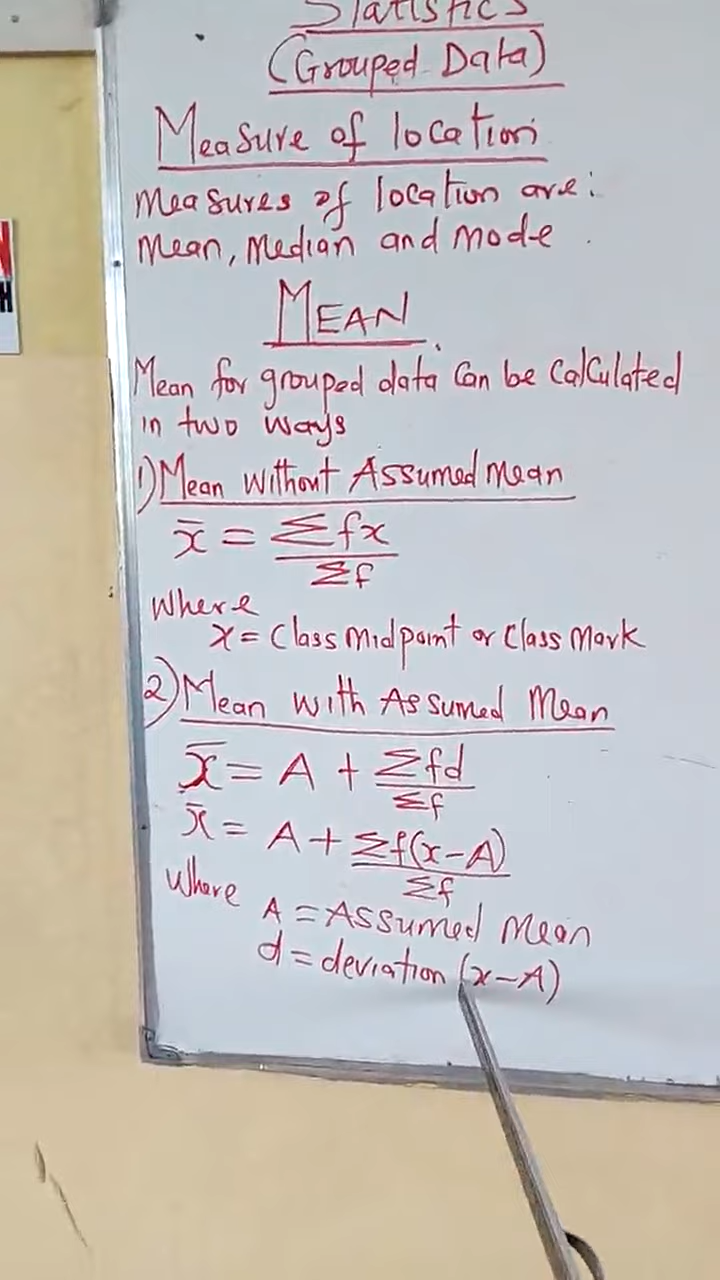 Statistics
(Grouped Data)
Measure of location
Measures of location are:
Mean, Median and Mode.
MEAN.
Mean for grouped data Can be Calculated
in two ways
1) Mean Without Assumed Mean
x̄ = Σfx / Σf
Where
x = Class Midpoint or Class Mark
2) Mean With Assumed Mean
x̄ = A + Σfd / Σf
x̄ = A + Σf(x-A) / Σf
Where
A = Assumed Mean
d = deviation (x-A)
N
H